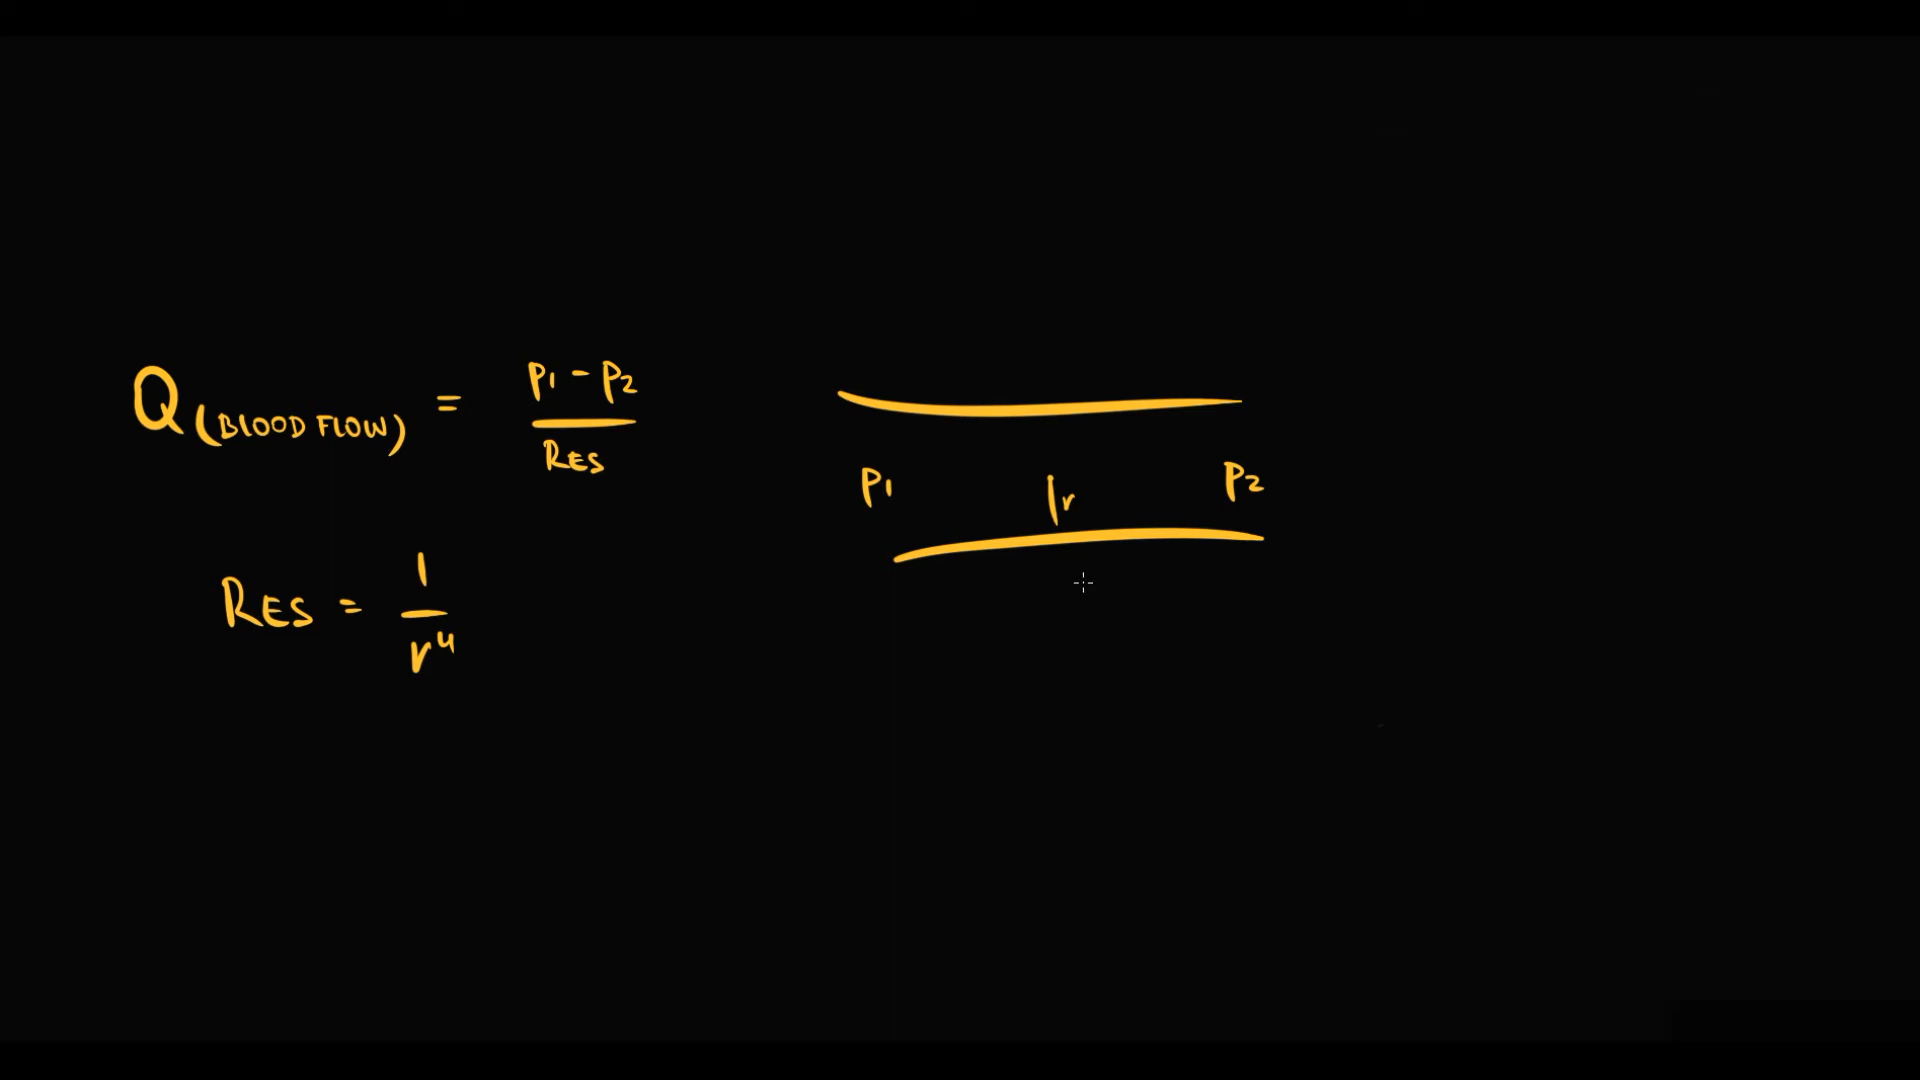 Q (BLOOD FLOW) = P1 - P2
RES
P1 r P2
RES = 1
r4